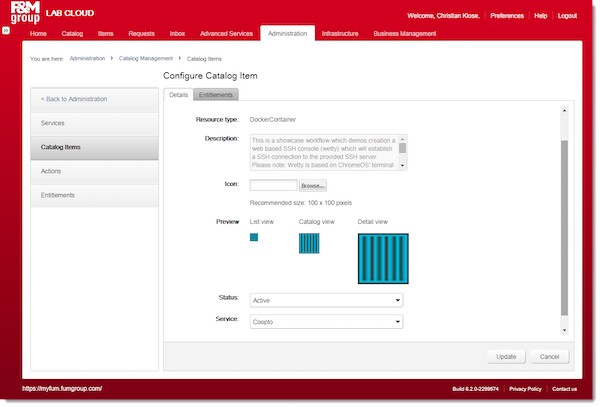 F&M group LAB CLOUD
Welcome, Christian Klose. Preferences Help Logout
Home Catalog Items Requests Inbox Advanced Services Administration Infrastructure Business Management
You are here: Administration Catalog Management Catalog Items
Configure Catalog Item
< Back to Administration
Services
Catalog Items
Actions
Entitlements
Details Entitlements
Resource type: DockerContainer
Description: This is a showcase workflow which demos creation a
web based SSH console (wetty) which will establish
a SSH connection to the provided SSH server.
Please note: Wetty is based on ChromeOS' terminal
Icon: Browse...
Recommended size: 100 x 100 pixels
Preview List view Catalog view Detail view
Status: Active
Service: Coopto
Update Cancel
https://myfum.fumgroup.com/ Build 6.2.0-2288574 Privacy Policy Contact us